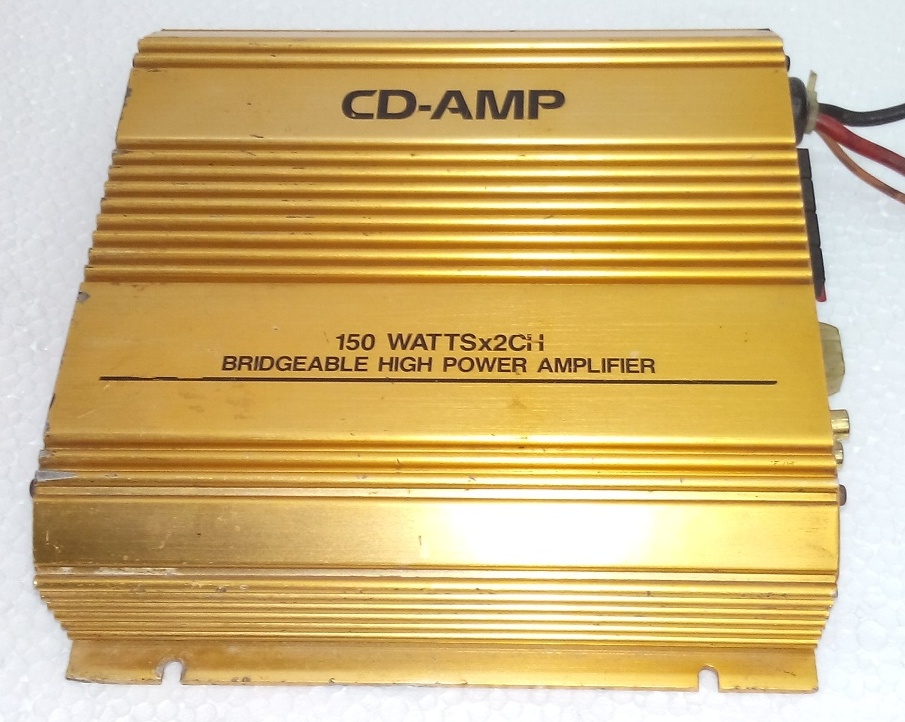 CD-AMP
150 WATTSx2CH
BRIDGEABLE HIGH POWER AMPLIFIER